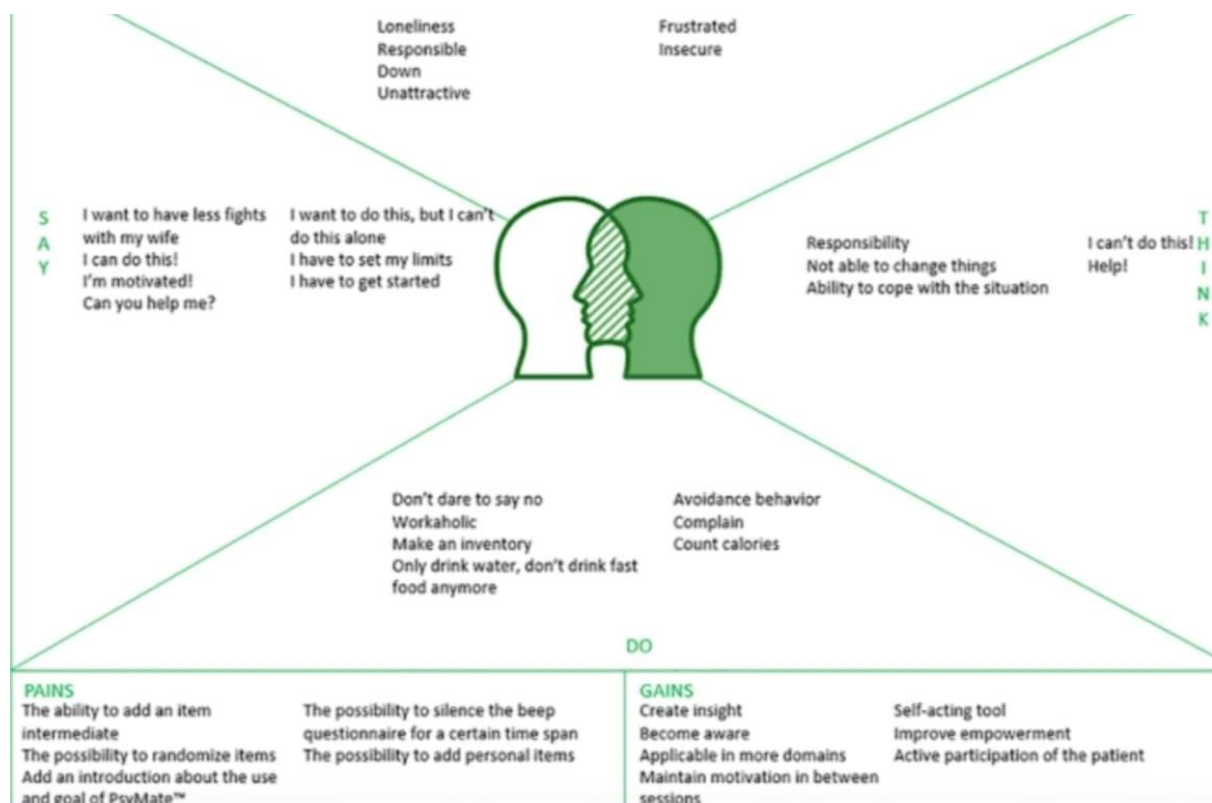 Loneliness
Responsible
Down
Unattractive
Frustrated
Insecure
SAY
I want to have less fights
with my wife
I can do this!
I'm motivated!
Can you help me?
I want to do this, but I can't
do this alone
I have to set my limits
I have to get started
Responsibility
Not able to change things
Ability to cope with the situation
I can't do this!
Help!
THINK
Don't dare to say no
Workaholic
Make an inventory
Only drink water, don't drink fast
food anymore
Avoidance behavior
Complain
Count calories
DO
PAINS
The ability to add an item
intermediate
The possibility to randomize items
Add an introduction about the use
and goal of PsyMate™
The possibility to silence the beep
questionnaire for a certain time span
The possibility to add personal items
GAINS
Create insight
Become aware
Applicable in more domains
Maintain motivation in between
sessions
Self-acting tool
Improve empowerment
Active participation of the patient